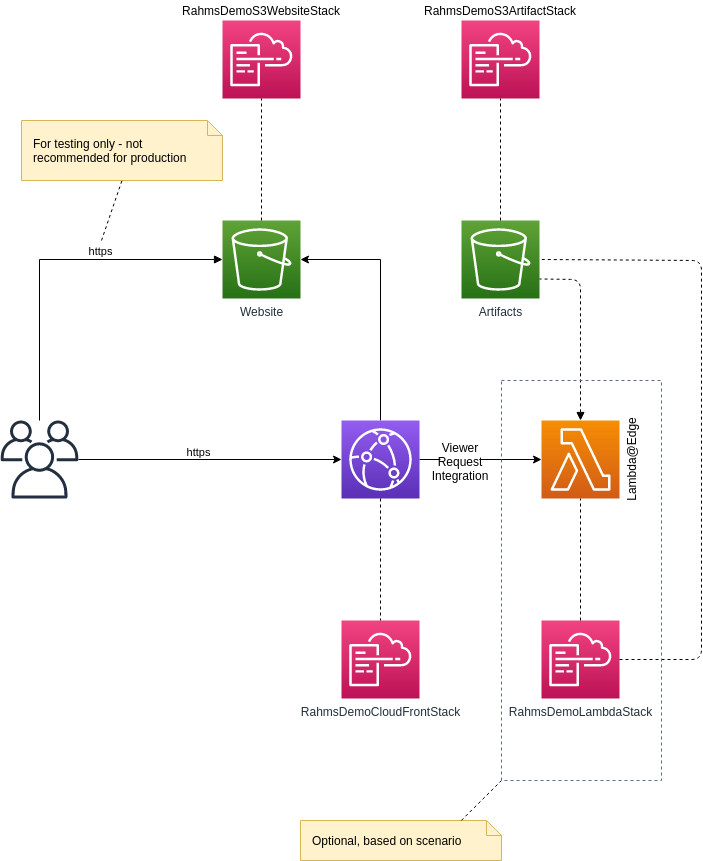 RahmsDemoS3WebsiteStack
RahmsDemoS3ArtifactStack
For testing only - not
recommended for production
https
Website
Artifacts
https
Viewer
Request
Integration
Lambda@Edge
RahmsDemoCloudFrontStack
RahmsDemoLambdaStack
Optional, based on scenario